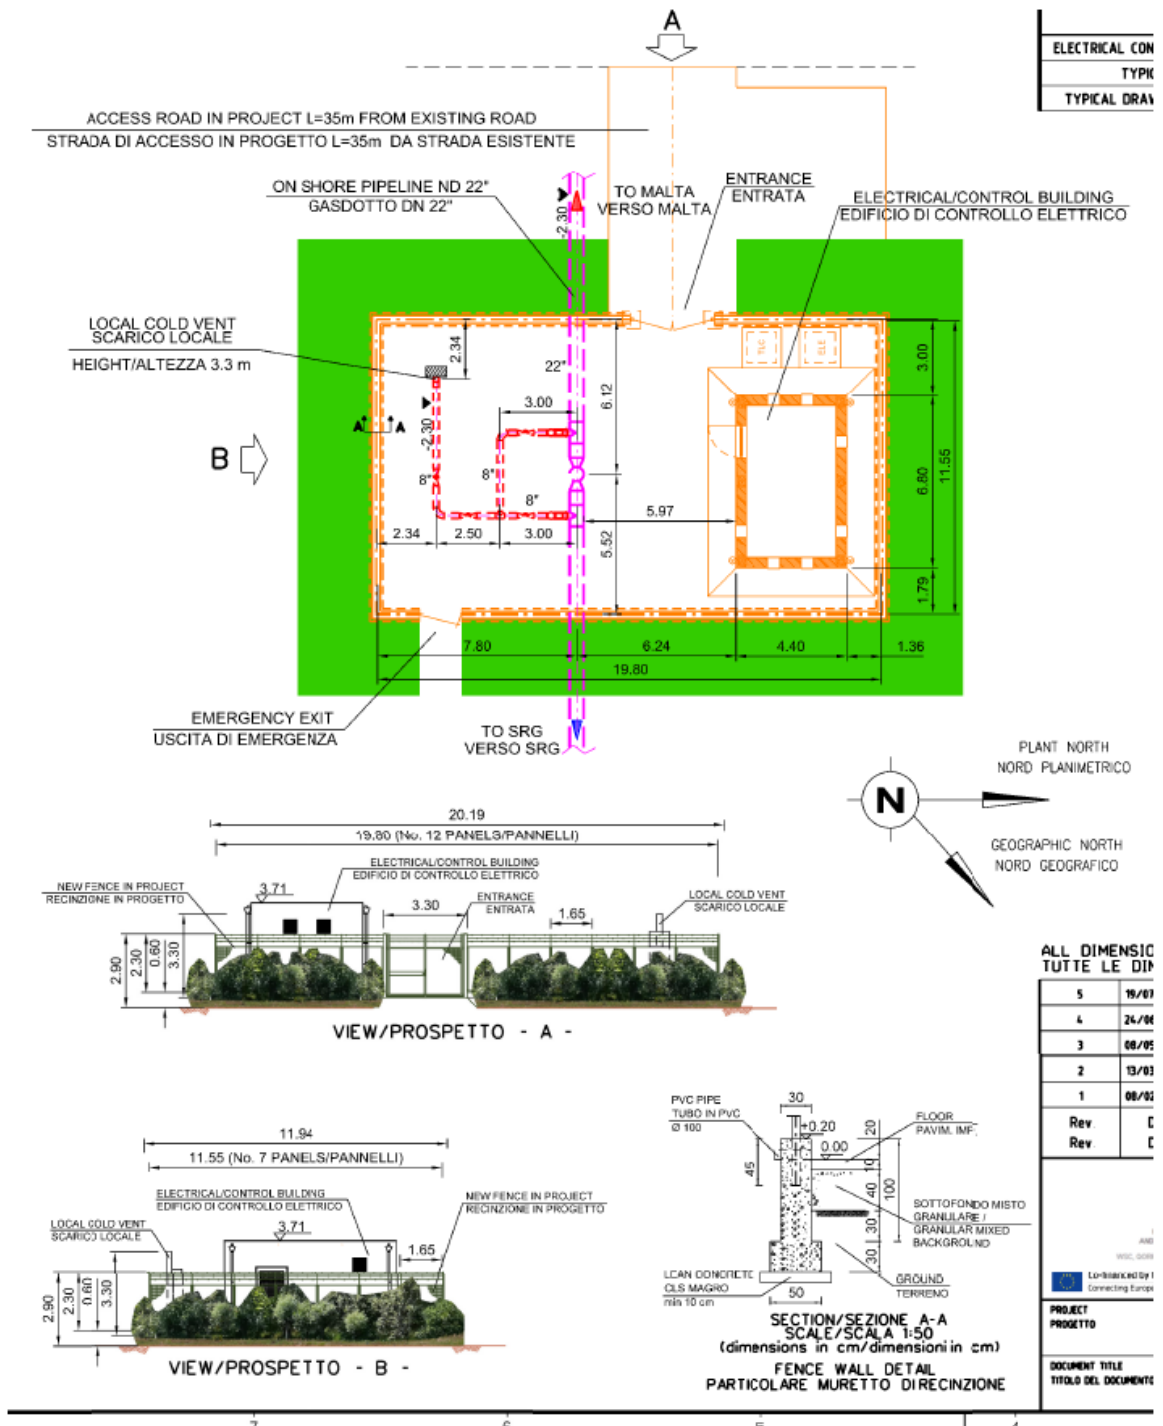 A
ELECTRICAL CON
TYPIC
TYPICAL DRAW
ACCESS ROAD IN PROJECT L=35m FROM EXISTING ROAD
STRADA DI ACCESSO IN PROGETTO L=35m DA STRADA ESISTENTE
ON SHORE PIPELINE ND 22"
GASDOTTO DN 22"
-2.30
TO MALTA
VERSO MALTA
ENTRANCE
ENTRATA
ELECTRICAL/CONTROL BUILDING
EDIFICIO DI CONTROLLO ELETTRICO
LOCAL COLD VENT
SCARICO LOCALE
HEIGHT/ALTEZZA 3.3 m
2.34
22"
6.12
TLC
ELE
3.00
3.00
A A
-2.30
B
8"
8"
8"
6.80
11.55
5.97
2.34
2.50
3.00
5.52
1.79
7.80
6.24
4.40
1.36
19.80
EMERGENCY EXIT
USCITA DI EMERGENZA
TO SRG
VERSO SRG
PLANT NORTH
NORD PLANIMETRICO
N
GEOGRAPHIC NORTH
NORD GEOGRAFICO
20.19
19.80 (No. 12 PANELS/PANNELLI)
ELECTRICAL/CONTROL BUILDING
EDIFICIO DI CONTROLLO ELETTRICO
NEW FENCE IN PROJECT
RECINZIONE IN PROGETTO
3.71
3.30
ENTRANCE
ENTRATA
1.65
LOCAL COLD VENT
SCARICO LOCALE
2.90
2.30
0.60
3.30
VIEW/PROSPETTO - A -
ALL DIMENSIO
TUTTE LE DIM
5 19/07
4 24/06
3 08/05
2 13/03
1 08/02
Rev. D
Rev. D
11.94
11.55 (No. 7 PANELS/PANNELLI)
ELECTRICAL/CONTROL BUILDING
EDIFICIO DI CONTROLLO ELETTRICO
NEW FENCE IN PROJECT
RECINZIONE IN PROGETTO
LOCAL COLD VENT
SCARICO LOCALE
3.71
1.65
2.90
2.30
0.60
3.30
VIEW/PROSPETTO - B -
PVC PIPE
TUBO IN PVC
Ø 100
30
+0.20
0.00
20
FLOOR
PAVIM. IMF.
45
10
40
100
30
30
SOTTOFONDO MISTO
GRANULARE /
GRANULAR MIXED
BACKGROUND
LEAN CONCRETE
CLS MAGRO
min 10 cm
50
GROUND
TERRENO
SECTION/SEZIONE A-A
SCALE/SCALA 1:50
(dimensions in cm/dimensioni in cm)
FENCE WALL DETAIL
PARTICOLARE MURETTO DI RECINZIONE
AND
Co-financed by t
Connecting Europe
PROJECT
PROGETTO
DOCUMENT TITLE
TITOLO DEL DOCUMENTO